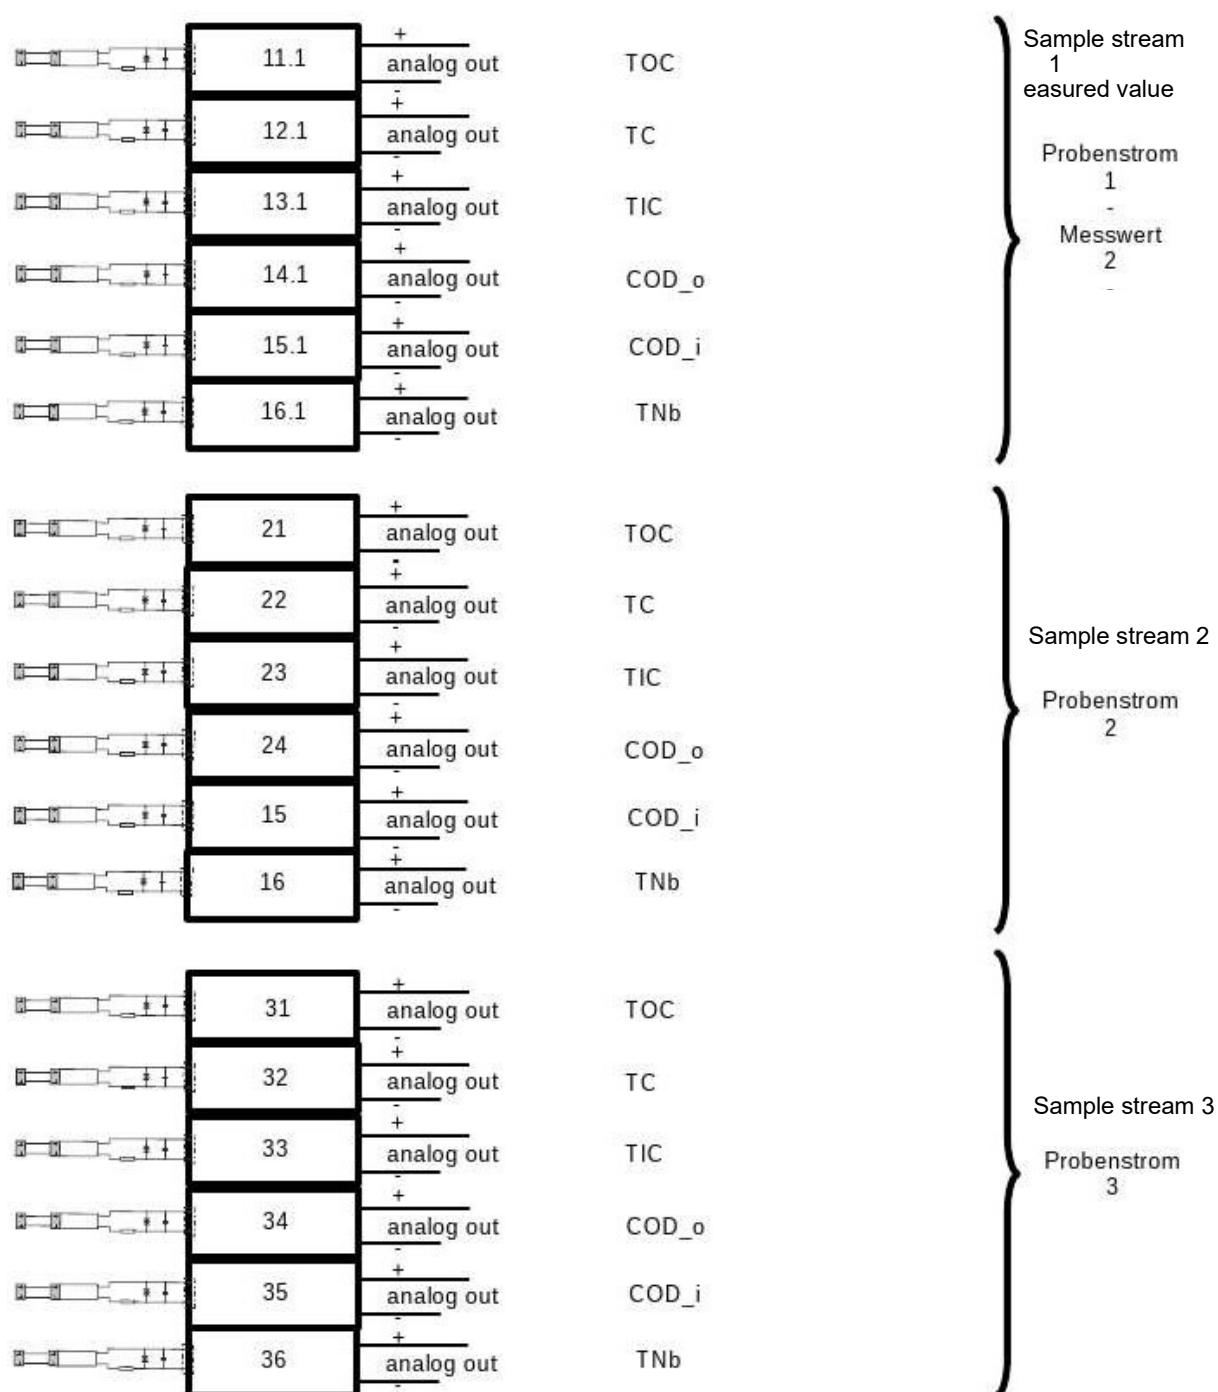 +
11.1 analog out TOC
-
+
12.1 analog out TC
-
+
13.1 analog out TIC
-
+
14.1 analog out COD_o
-
+
15.1 analog out COD_i
-
+
16.1 analog out TNb
-
Sample stream
1
easured value
Probenstrom
1
-
Messwert
2
-
+
21 analog out TOC
-
+
22 analog out TC
-
+
23 analog out TIC
-
+
24 analog out COD_o
-
+
15 analog out COD_i
-
+
16 analog out TNb
-
Sample stream 2
Probenstrom
2
+
31 analog out TOC
-
+
32 analog out TC
-
+
33 analog out TIC
-
+
34 analog out COD_o
-
+
35 analog out COD_i
-
+
36 analog out TNb
-
Sample stream 3
Probenstrom
3